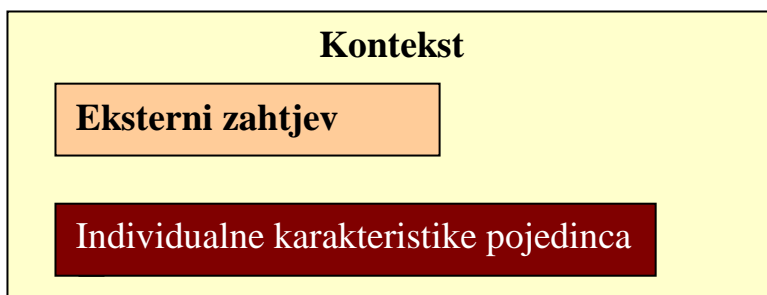 Kontekst
Eksterni zahtjev
Individualne karakteristike pojedinca